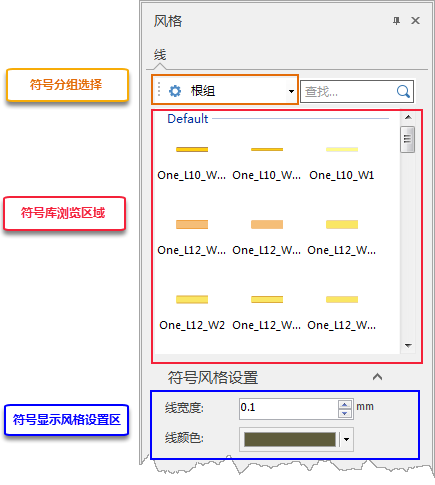 风格
线
符号分组选择
根组
查找...
Default
One_L10_W... One_L10_W... One_L10_W1
符号库浏览区域
One_L12_W... One_L12_W... One_L12_W...
One_L12_W2 One_L12_W... One_L12_W...
符号风格设置
符号显示风格设置区
线宽度: 0.1 mm
线颜色: